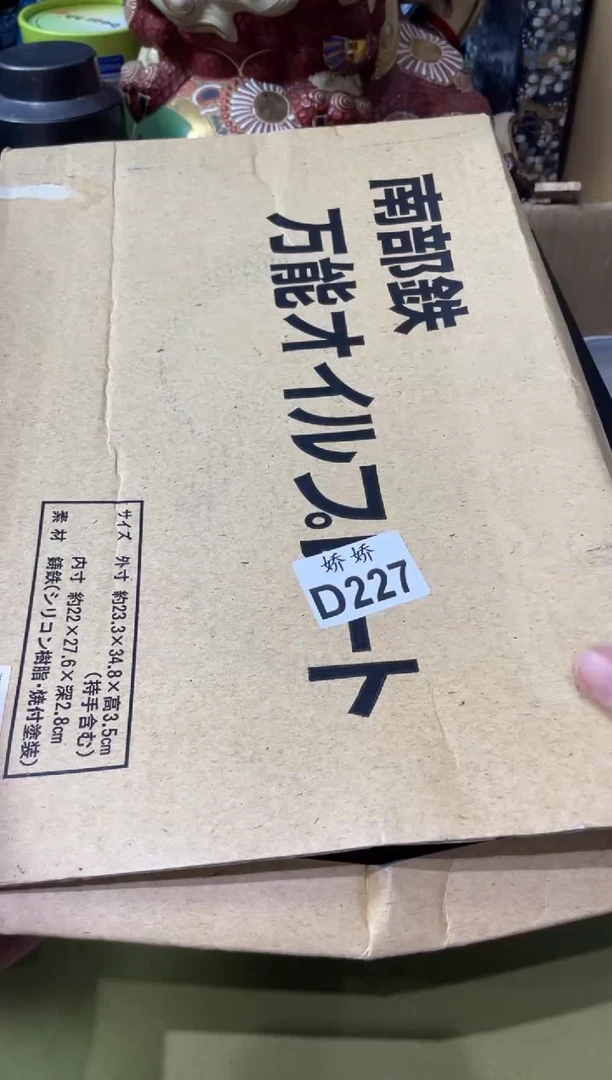 南部鉄
万能オイルプレート
娇娇
D227
サイズ 外寸 約23.3×34.8×高3.5cm
(持手含む)
内寸 約22×27.6×深2.8cm
素材 鋳鉄(シリコン樹脂・焼付塗装)